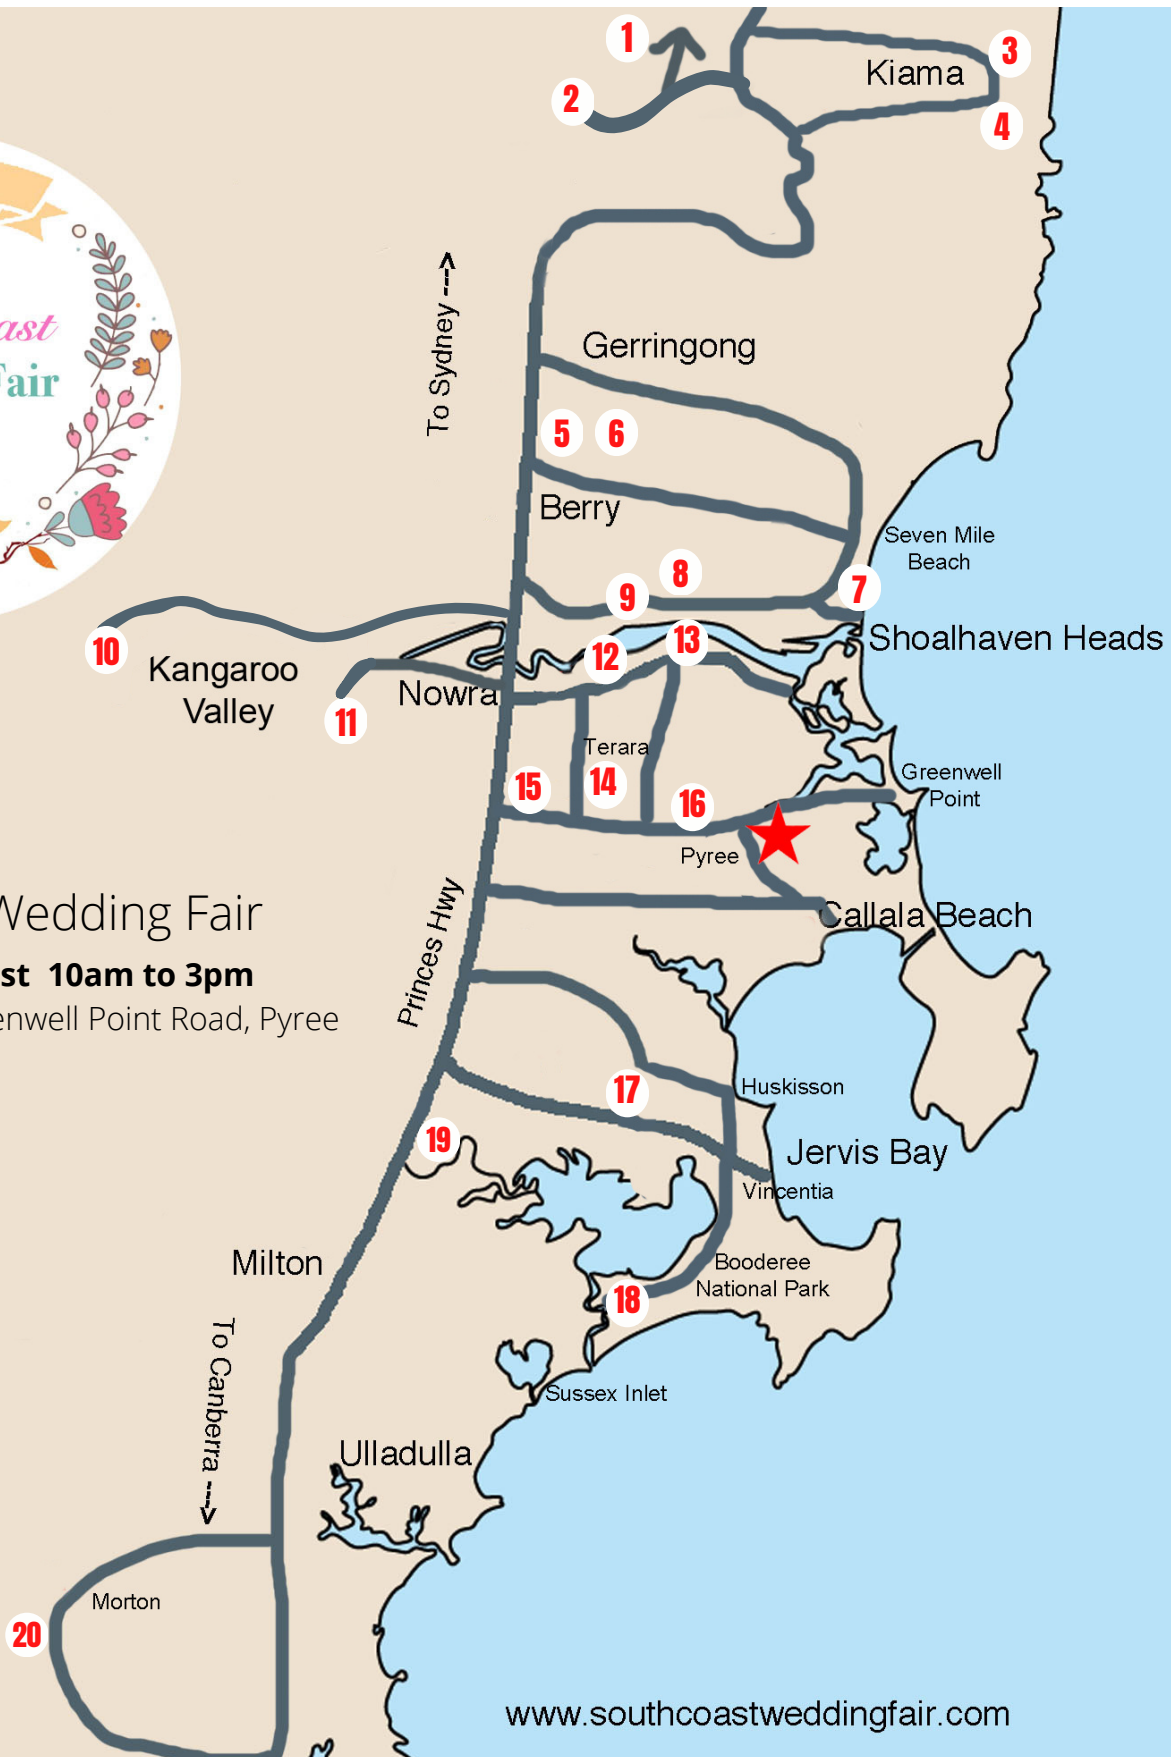 1
3
Kiama
2
4
To Sydney --->
ast
Fair
Gerringong
5
6
Berry
Seven Mile
Beach
8
7
9
10
Shoalhaven Heads
13
12
Kangaroo
Valley
Nowra
11
Terara
14
15
16
Greenwell
Point
Pyree
Wedding Fair
Callala Beach
st 10am to 3pm
enwell Point Road, Pyree
Princes Hwy
17
Huskisson
19
Jervis Bay
Vincentia
Milton
Booderee
National Park
18
To Canberra --->
Sussex Inlet
Ulladulla
Morton
20
www.southcoastweddingfair.com